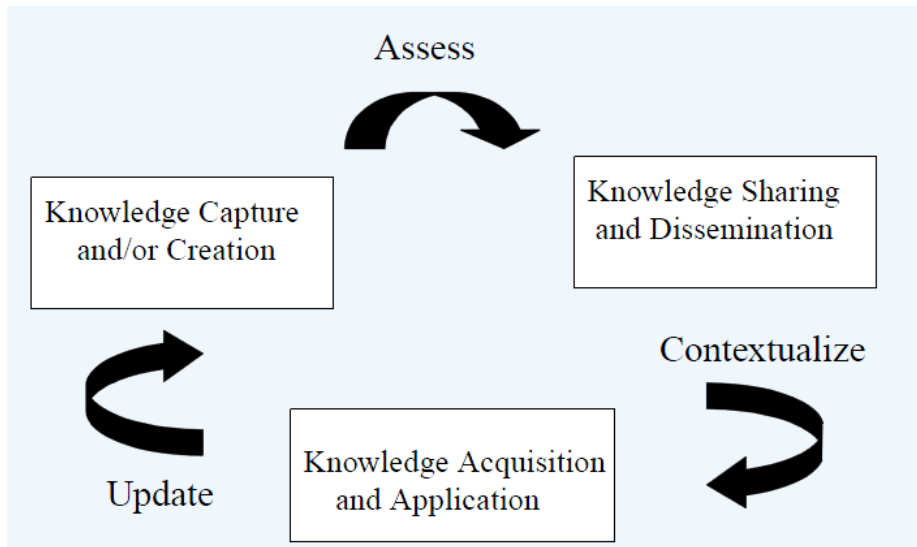 Assess
Knowledge Capture
and/or Creation
Knowledge Sharing
and Dissemination
Contextualize
Knowledge Acquisition
and Application
Update